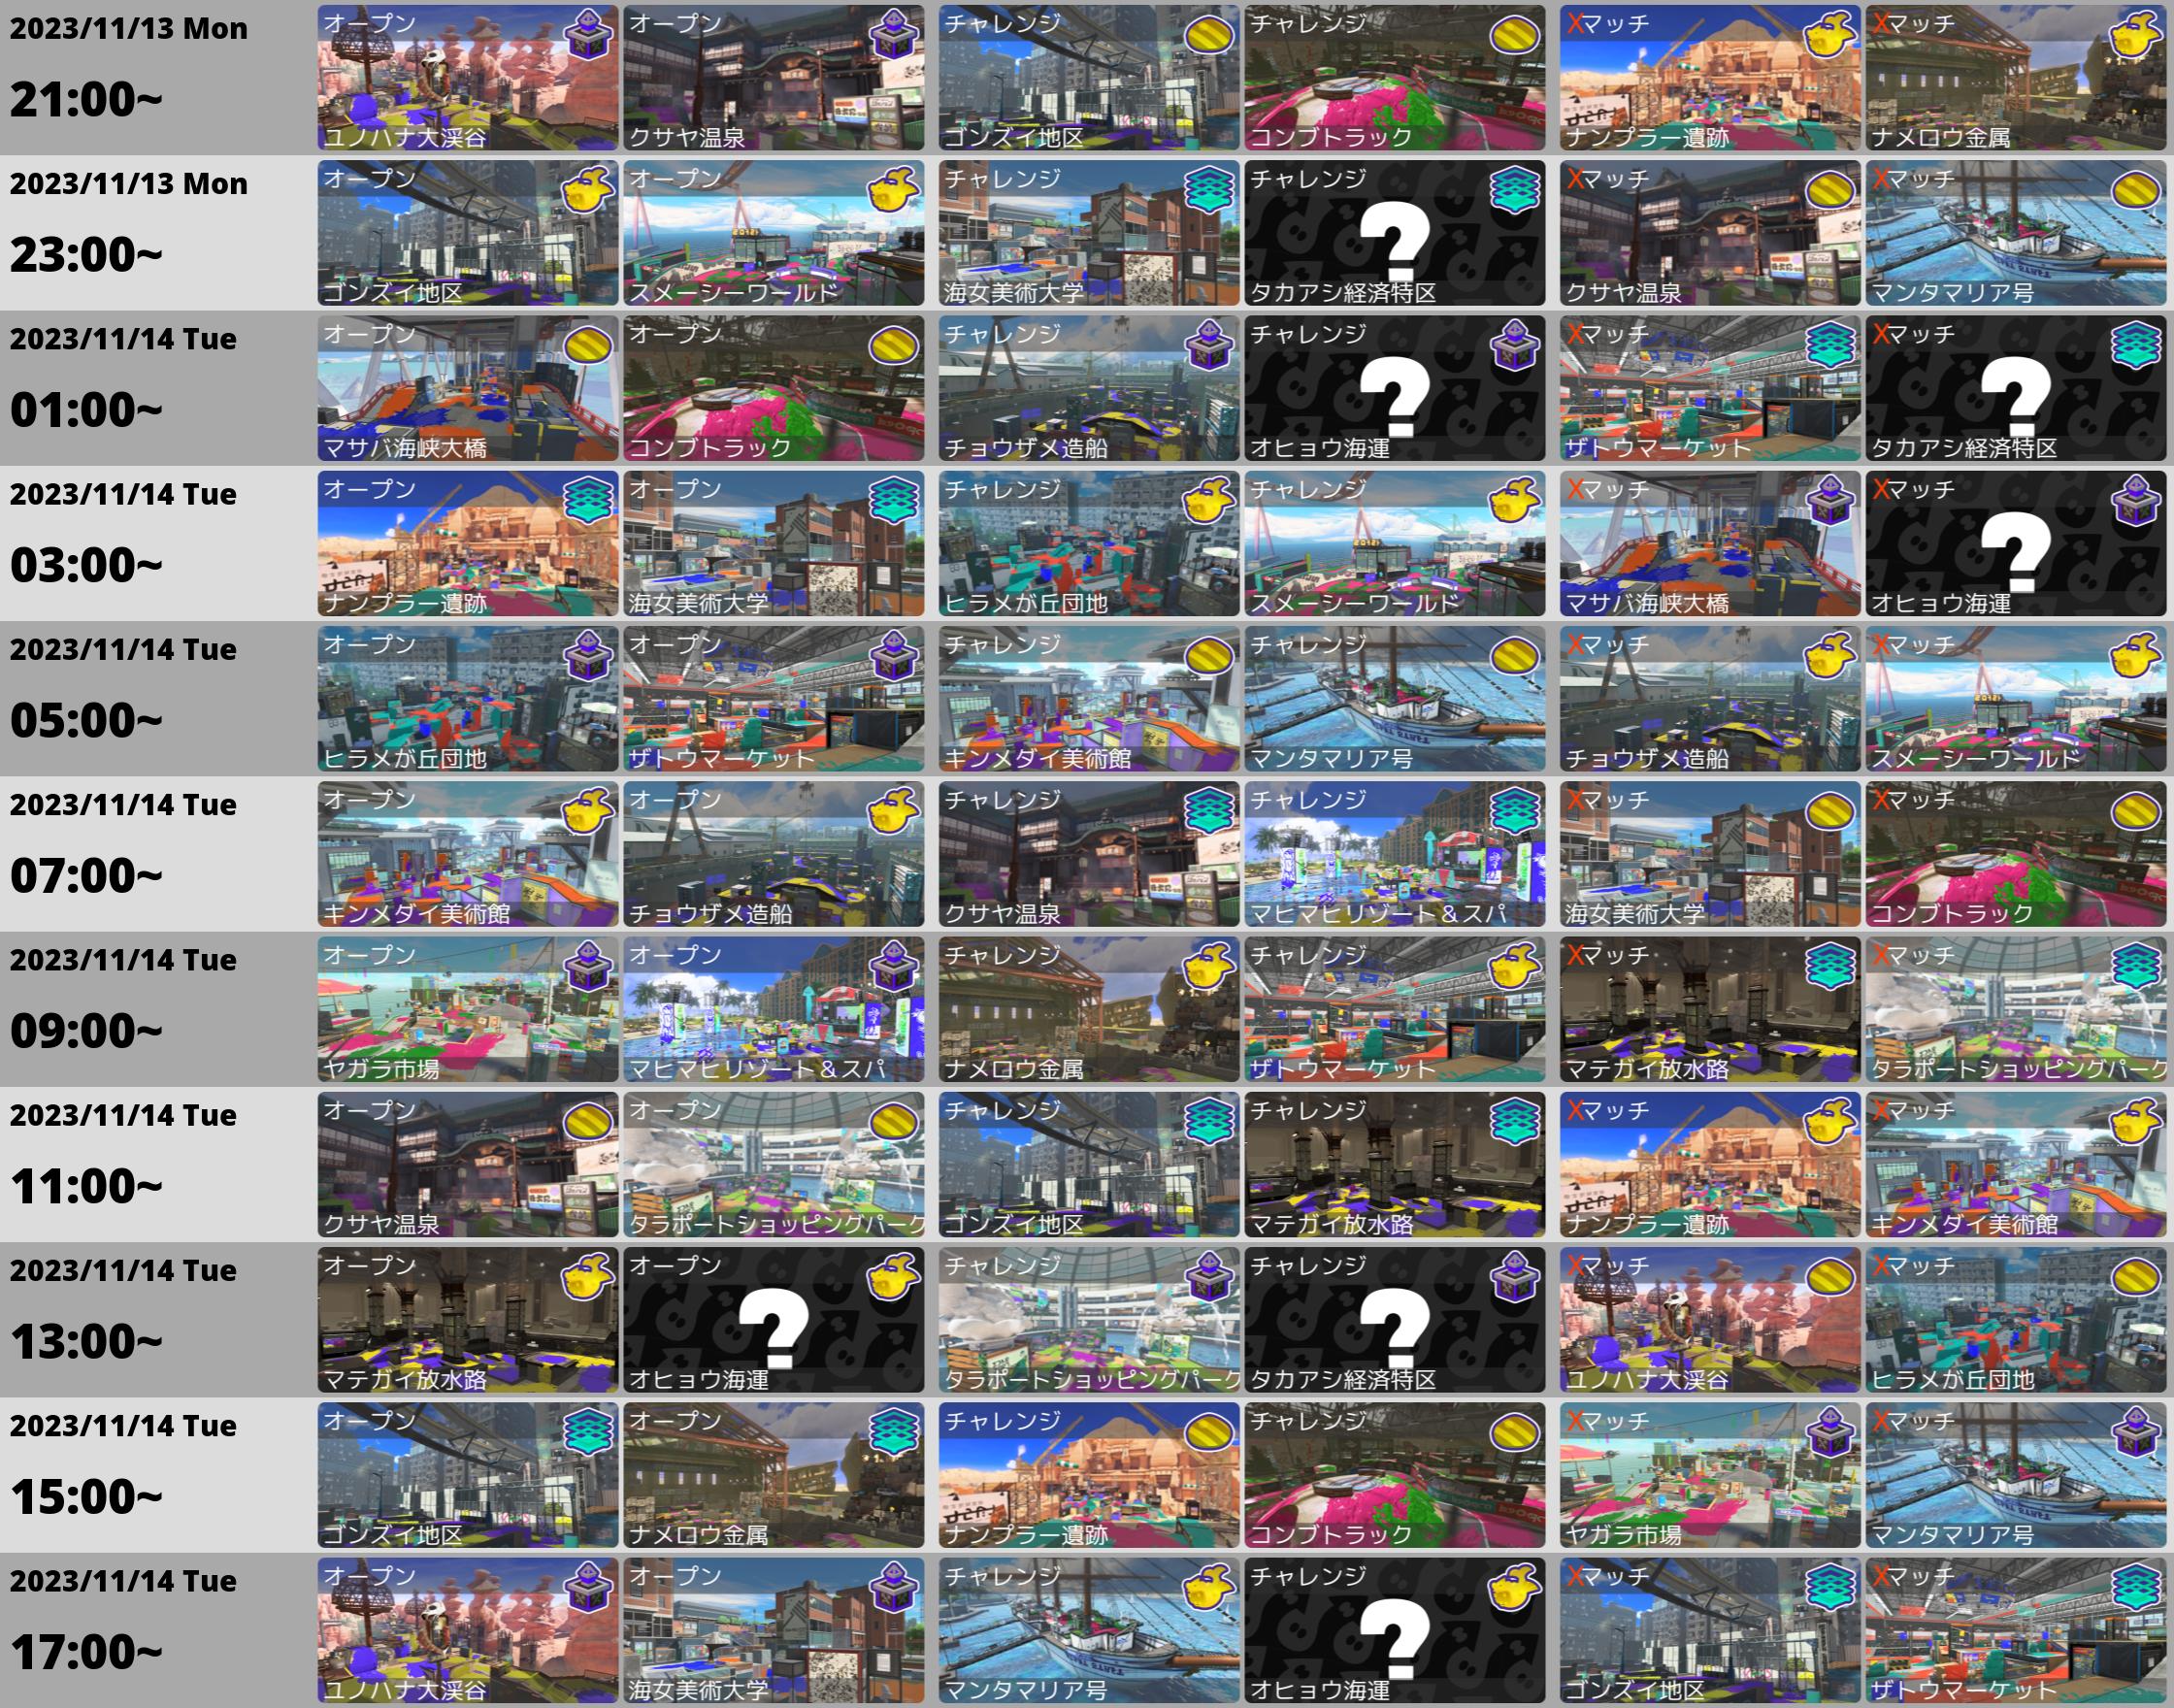 2023/11/13 Mon
21:00~
オープン オープン チャレンジ チャレンジ Xマッチ Xマッチ
ユノハナ大渓谷 クサヤ温泉 ゴンズイ地区 コンブトラック ナンプラー遺跡 ナメロウ金属
2023/11/13 Mon
23:00~
オープン オープン チャレンジ チャレンジ Xマッチ Xマッチ
ゴンズイ地区 スメーシーワールド 海女美術大学 タカアシ経済特区 クサヤ温泉 マンタマリア号
2023/11/14 Tue
01:00~
オープン オープン チャレンジ チャレンジ Xマッチ Xマッチ
マサバ海峡大橋 コンブトラック チョウザメ造船 オヒョウ海運 ザトウマーケット タカアシ経済特区
2023/11/14 Tue
03:00~
オープン オープン チャレンジ チャレンジ Xマッチ Xマッチ
ナンプラー遺跡 海女美術大学 ヒラメが丘団地 スメーシーワールド マサバ海峡大橋 オヒョウ海運
2023/11/14 Tue
05:00~
オープン オープン チャレンジ チャレンジ Xマッチ Xマッチ
ヒラメが丘団地 ザトウマーケット キンメダイ美術館 マンタマリア号 チョウザメ造船 スメーシーワールド
2023/11/14 Tue
07:00~
オープン オープン チャレンジ チャレンジ Xマッチ Xマッチ
キンメダイ美術館 チョウザメ造船 クサヤ温泉 マヒマヒリゾート&スパ 海女美術大学 コンブトラック
2023/11/14 Tue
09:00~
オープン オープン チャレンジ チャレンジ Xマッチ Xマッチ
ヤガラ市場 マヒマヒリゾート&スパ ナメロウ金属 ザトウマーケット マテガイ放水路 タラポートショッピングパーク
2023/11/14 Tue
11:00~
オープン オープン チャレンジ チャレンジ Xマッチ Xマッチ
クサヤ温泉 タラポートショッピングパーク ゴンズイ地区 マテガイ放水路 ナンプラー遺跡 キンメダイ美術館
2023/11/14 Tue
13:00~
オープン オープン チャレンジ チャレンジ Xマッチ Xマッチ
マテガイ放水路 オヒョウ海運 タラポートショッピングパーク タカアシ経済特区 ユノハナ大渓谷 ヒラメが丘団地
2023/11/14 Tue
15:00~
オープン オープン チャレンジ チャレンジ Xマッチ Xマッチ
ゴンズイ地区 ナメロウ金属 ナンプラー遺跡 コンブトラック ヤガラ市場 マンタマリア号
2023/11/14 Tue
17:00~
オープン オープン チャレンジ チャレンジ Xマッチ Xマッチ
ユノハナ大渓谷 海女美術大学 マンタマリア号 オヒョウ海運 ゴンズイ地区 ザトウマーケット